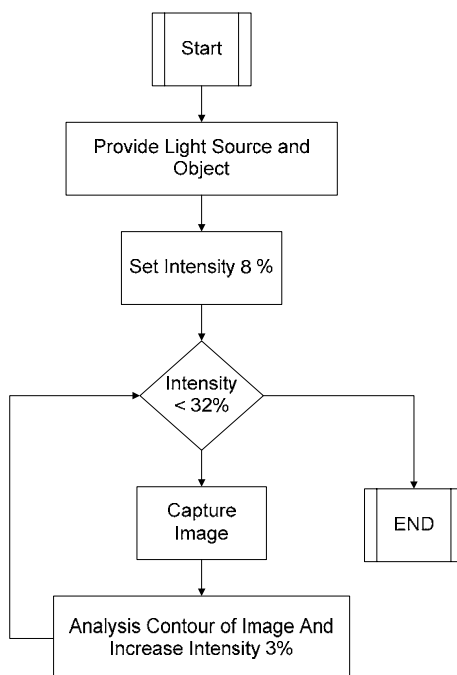 Start
Provide Light Source and
Object
Set Intensity 8 %
Intensity
< 32%
Capture
Image
END
Analysis Contour of Image And
Increase Intensity 3%